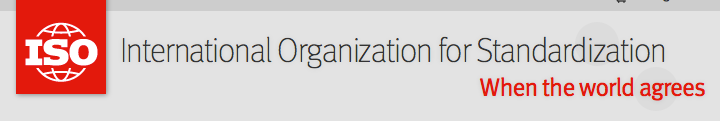 ISO
International Organization for Standardization
When the world agrees